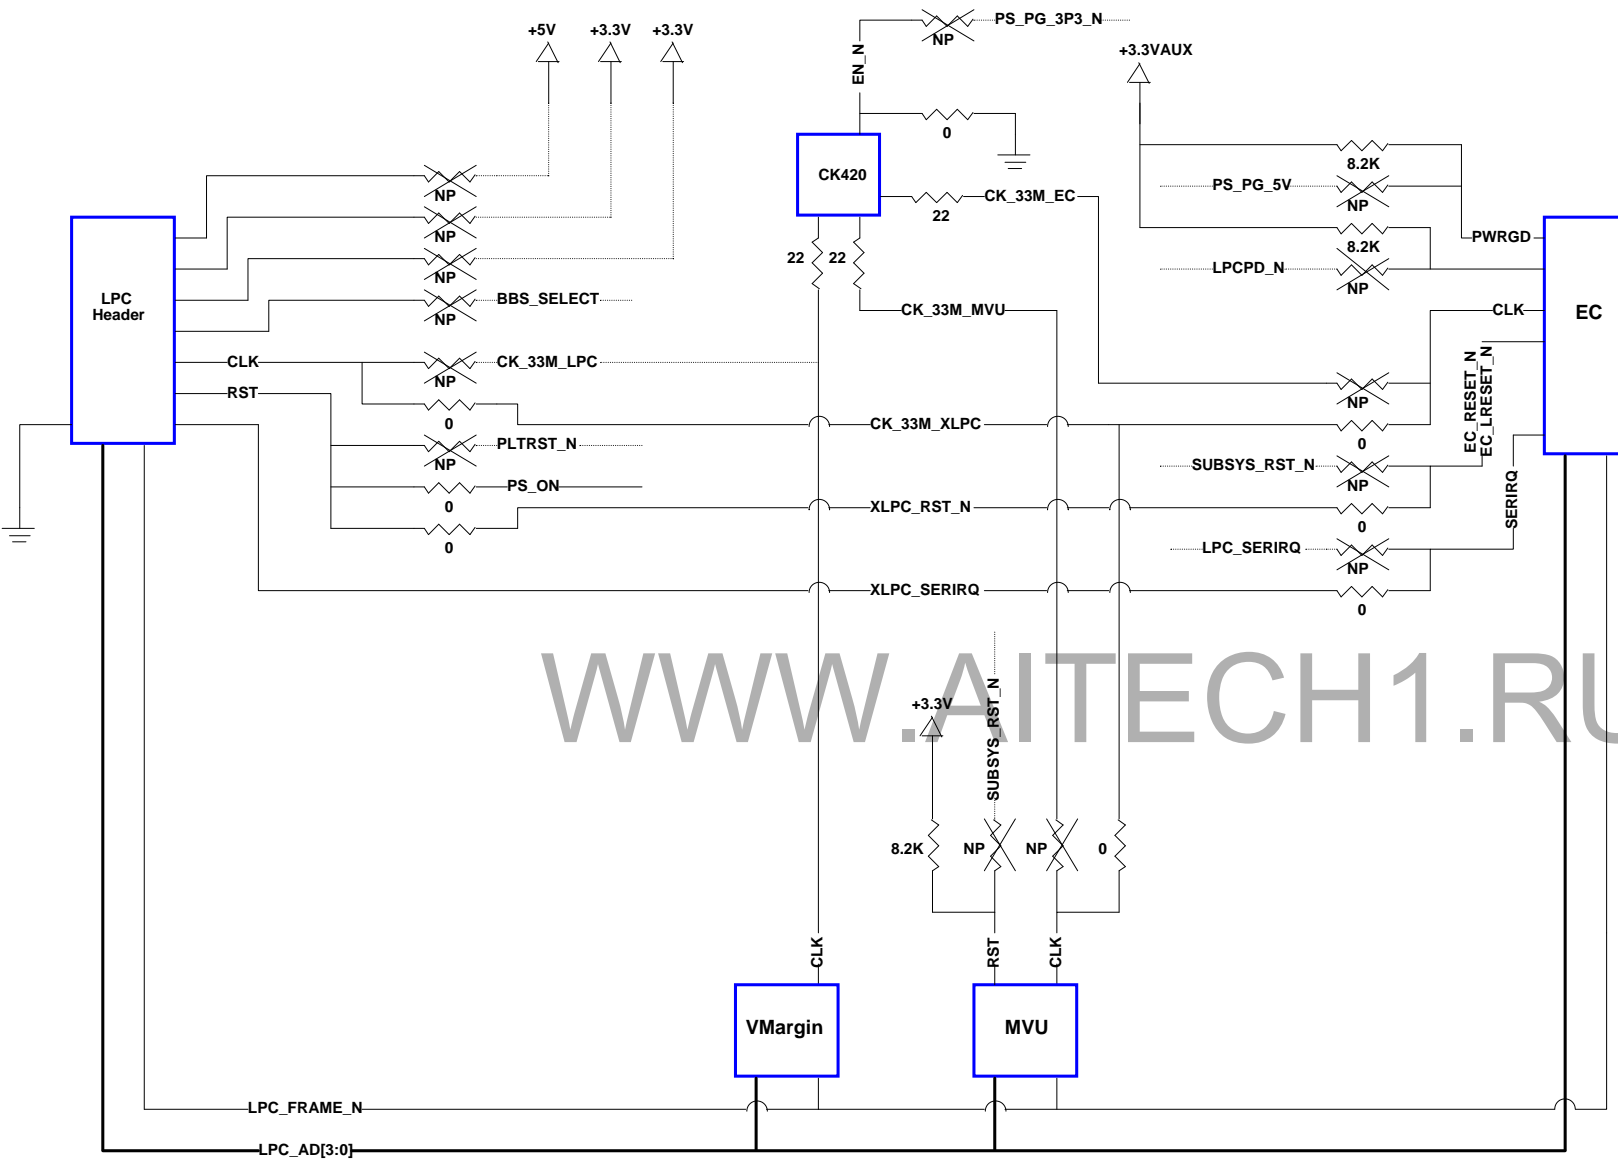 PS_PG_3P3_N
NP
+5V
+3.3V
+3.3V
EN_N
+3.3VAUX
0
8.2K
CK420
NP
PS_PG_5V
NP
CK_33M_EC
22
NP
PWRGD
8.2K
22
22
NP
LPCPD_N
NP
LPC
Header
BBS_SELECT
NP
CK_33M_MVU
CLK
EC
CLK
CK_33M_LPC
NP
RST
NP
0
CK_33M_XLPC
0
EC_RESET_N
EC_LRESET_N
PLTRST_N
NP
SUBSYS_RST_N
NP
PS_ON
0
XLPC_RST_N
0
SERIRQ
0
LPC_SERIRQ
NP
XLPC_SERIRQ
0
WWW.AITECH1.RU
+3.3V
SUBSYS_RST_N
8.2K
NP
NP
0
CLK
RST
CLK
VMargin
MVU
LPC_FRAME_N
LPC_AD[3:0]